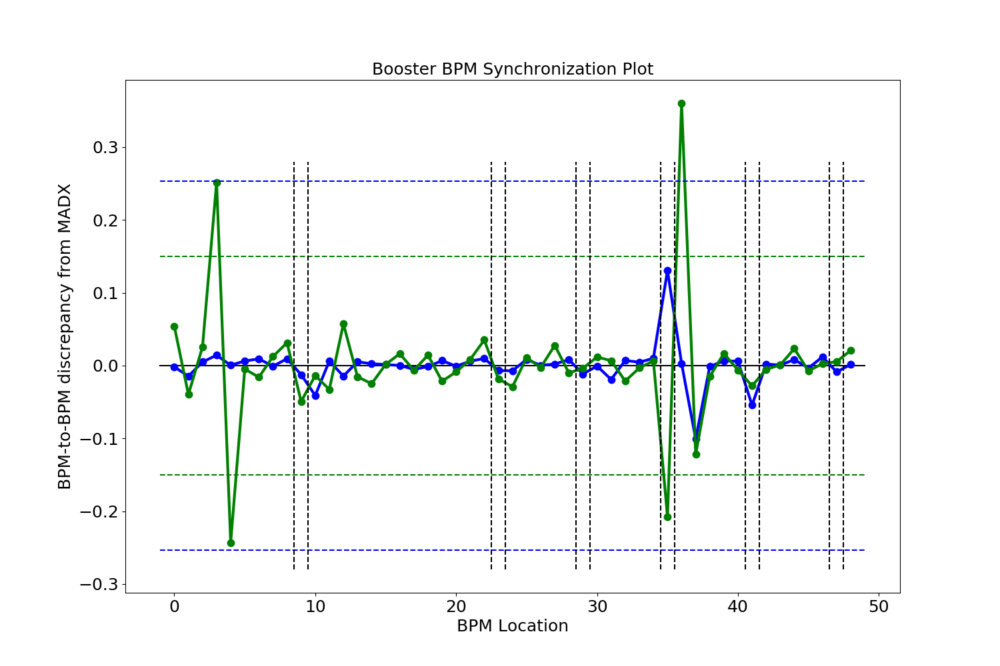 Booster BPM Synchronization Plot
BPM-to-BPM discrepancy from MADX
0.3
0.2
0.1
0.0
−0.1
−0.2
−0.3
0 10 20 30 40 50
BPM Location